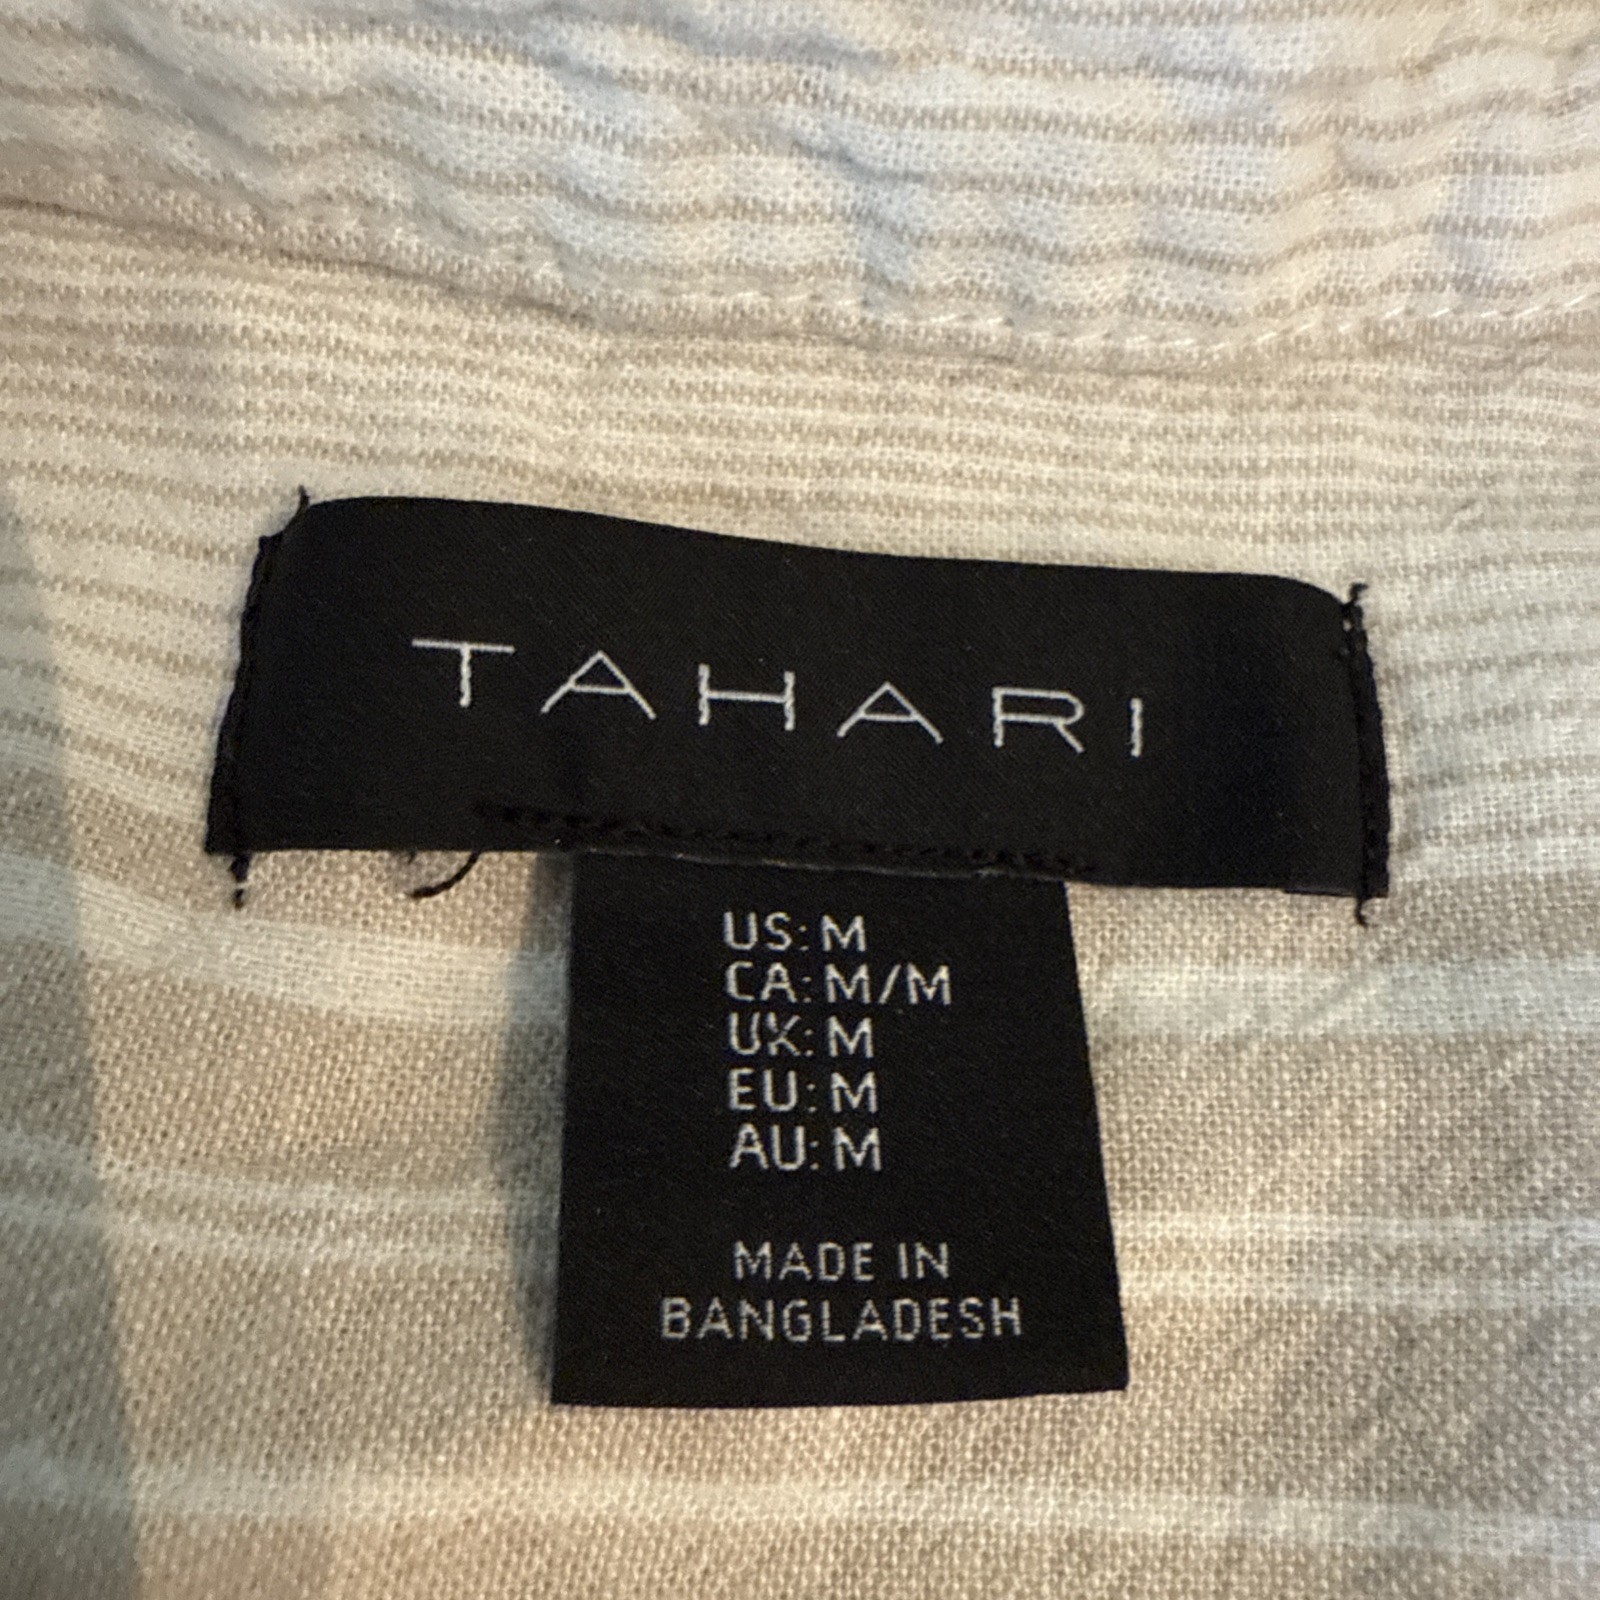 TAHARI
US: M
CA: M/M
UK: M
EU: M
AU: M
MADE IN
BANGLADESH